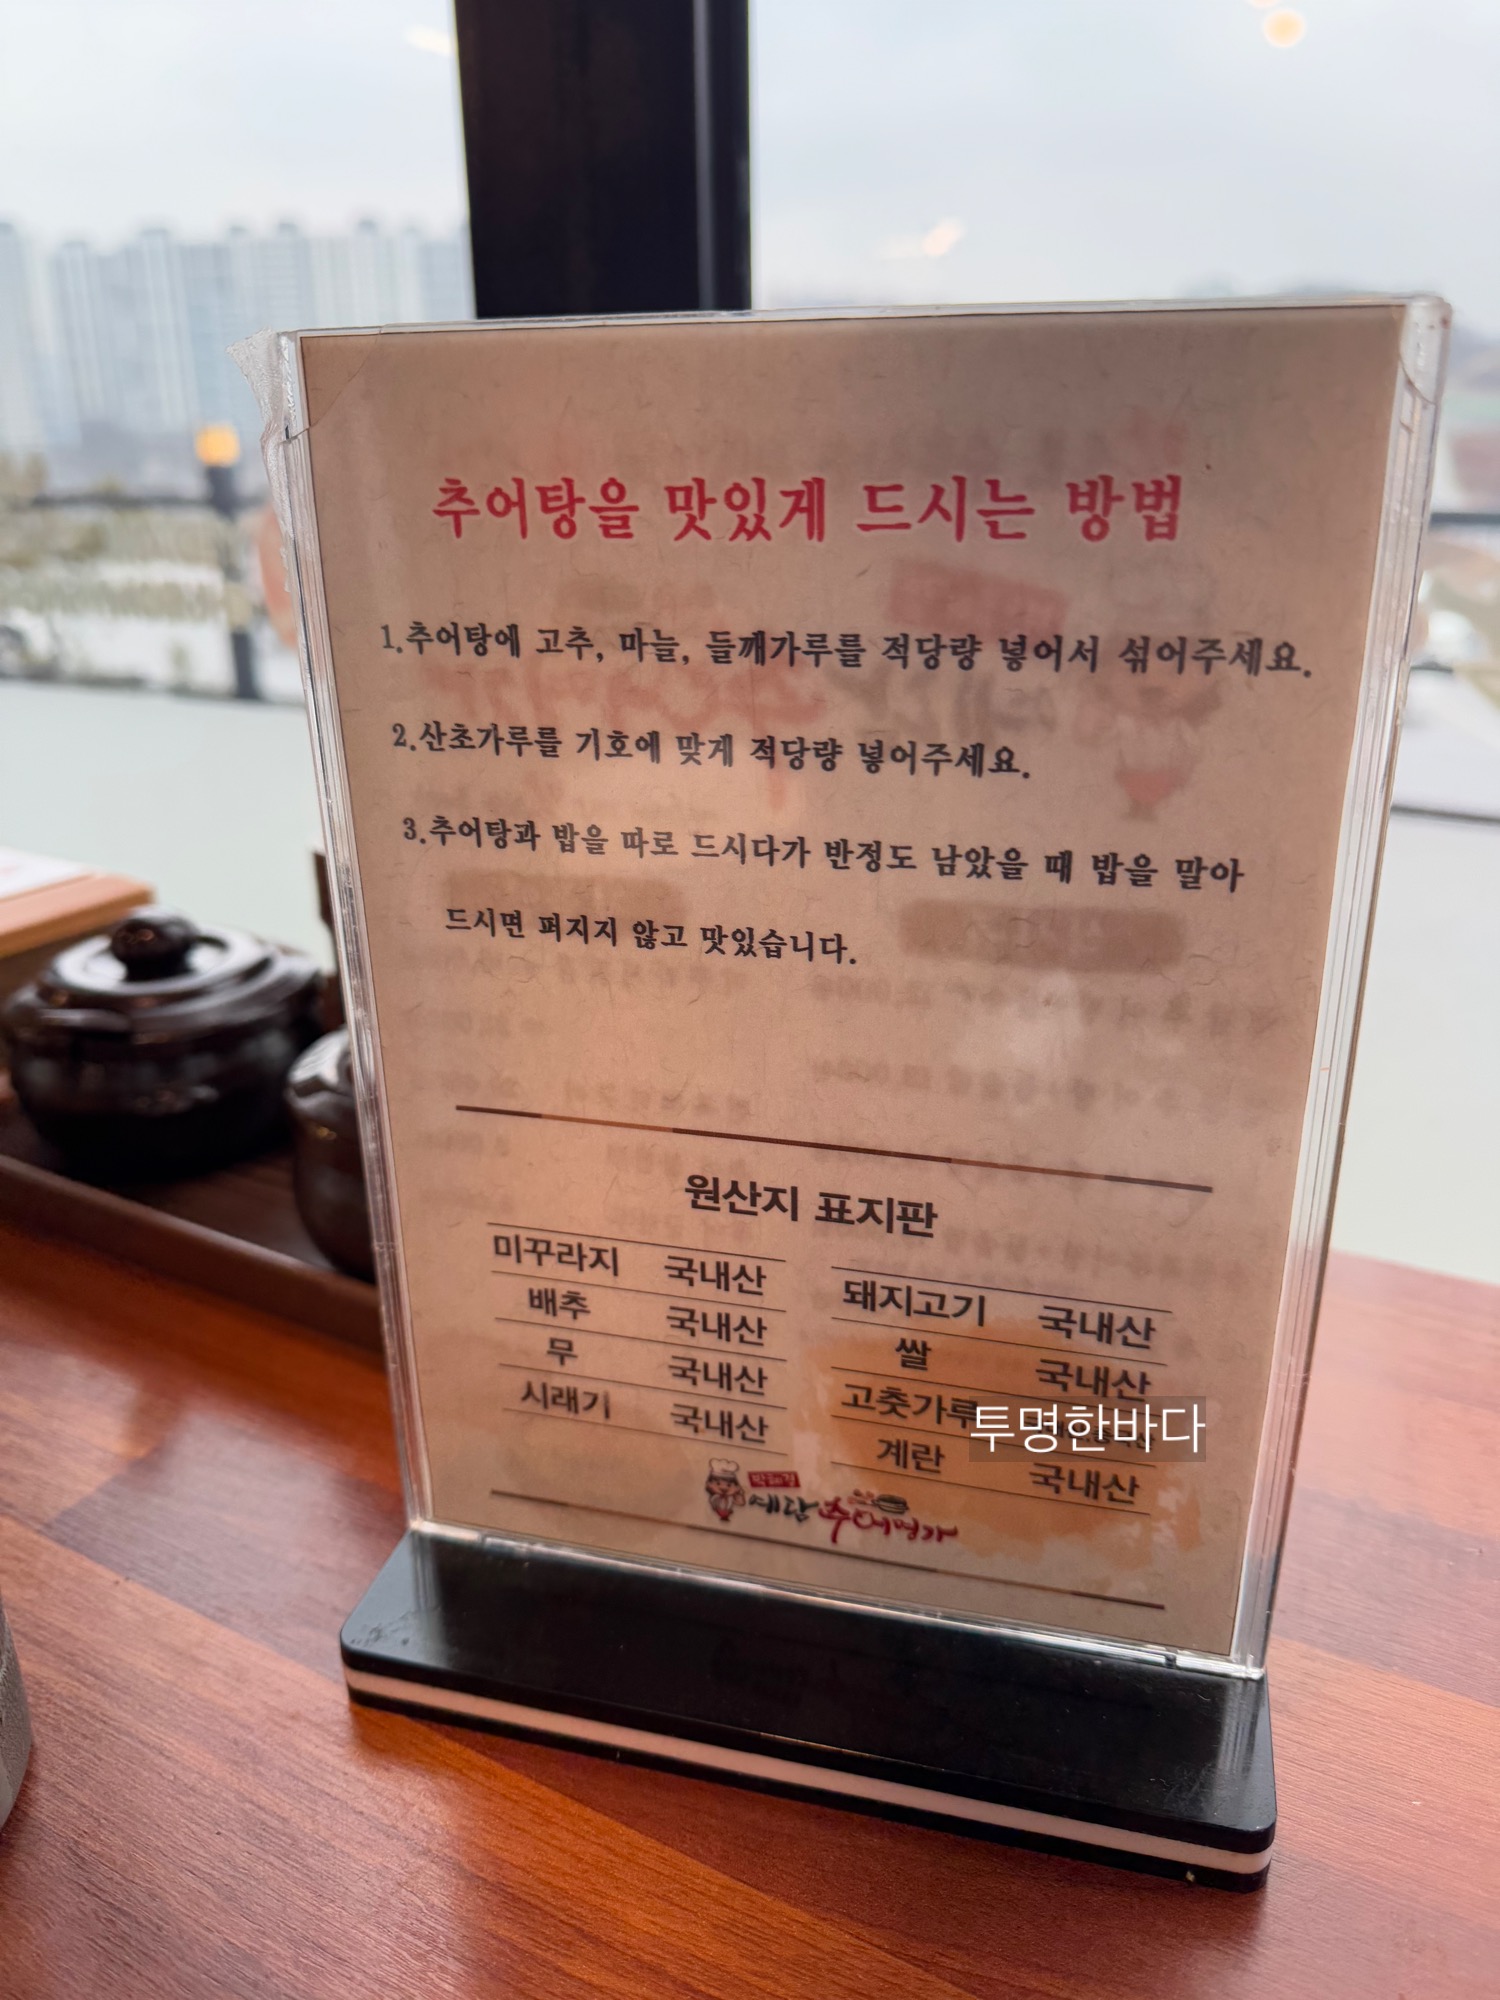 추어탕을 맛있게 드시는 방법
1.추어탕에 고추, 마늘, 들깨가루를 적당량 넣어서 섞어주세요.
2.산초가루를 기호에 맞게 적당량 넣어주세요.
3.추어탕과 밥을 따로 드시다가 반정도 남았을 때 밥을 말아
드시면 퍼지지 않고 맛있습니다.
원산지 표지판
미꾸라지 국내산
배추 국내산
무 국내산
시래기 국내산
돼지고기 국내산
쌀 국내산
고춧가루
계란 국내산
투명한바다
예담 추어명가